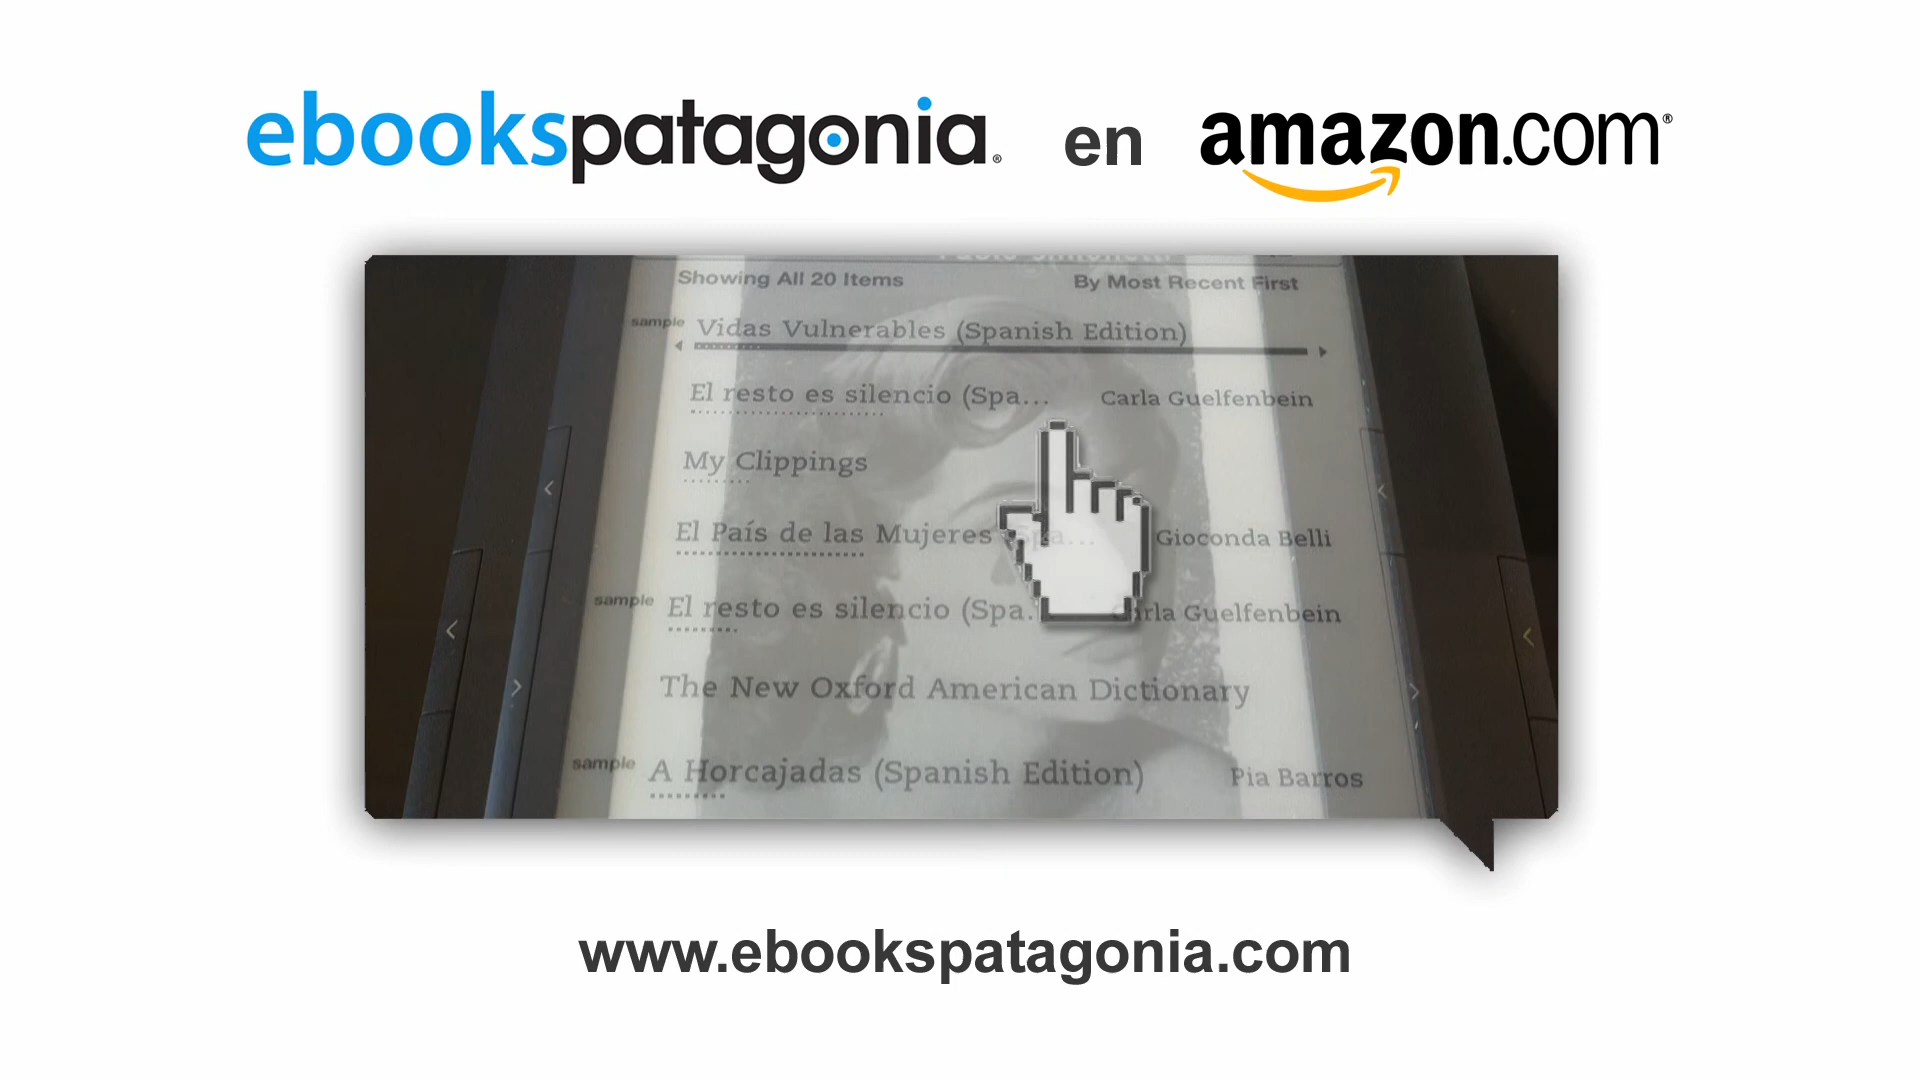 ebookspatagonia® en amazon.com®
Showing All 20 Items By Most Recent First
sample Vidas Vulnerables (Spanish Edition)
El resto es silencio (Spa... Carla Guelfenbein
My Clippings
El País de las Mujeres (Spa... Gioconda Belli
sample El resto es silencio (Spa. Carla Guelfenbein
The New Oxford American Dictionary
sample A Horcajadas (Spanish Edition) Pia Barros
www.ebookspatagonia.com